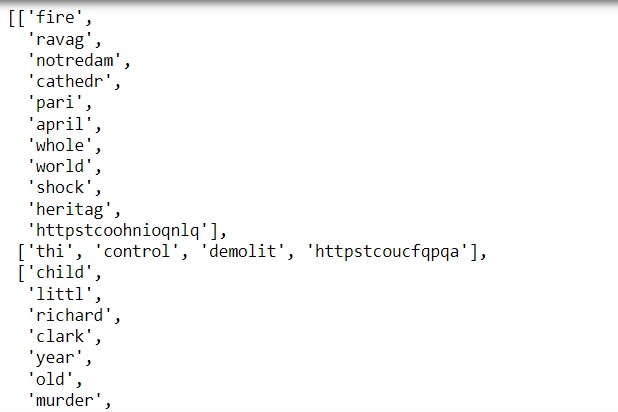 [['fire',
'ravag',
'notredam',
'cathedr',
'pari',
'april',
'whole',
'world',
'shock',
'heritag',
'httpstcoohnioqnlq'],
['thi', 'control', 'demolit', 'httpstcoucfqpqa'],
['child',
'littl',
'richard',
'clark',
'year',
'old',
'murder',